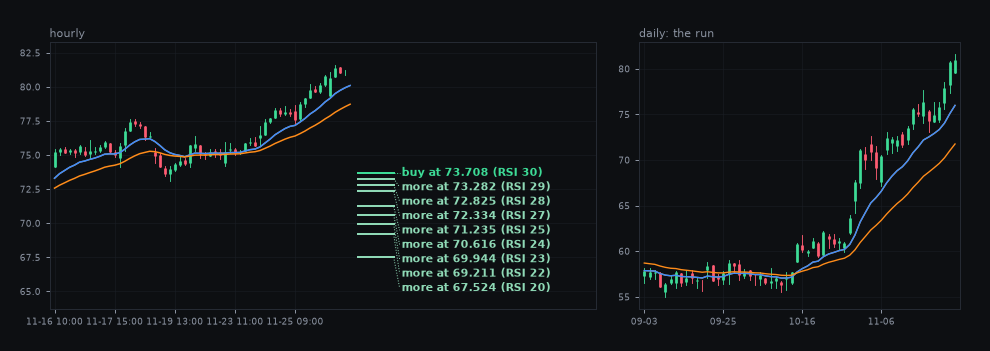 hourly
82.5
80.0
77.5
75.0
72.5
70.0
67.5
65.0
buy at 73.708 (RSI 30)
more at 73.282 (RSI 29)
more at 72.825 (RSI 28)
more at 72.334 (RSI 27)
more at 71.235 (RSI 25)
more at 70.616 (RSI 24)
more at 69.944 (RSI 23)
more at 69.211 (RSI 22)
more at 67.524 (RSI 20)
11-16 10:00 11-17 15:00 11-19 13:00 11-23 11:00 11-25 09:00
daily: the run
80
75
70
65
60
55
09-03 09-25 10-16 11-06